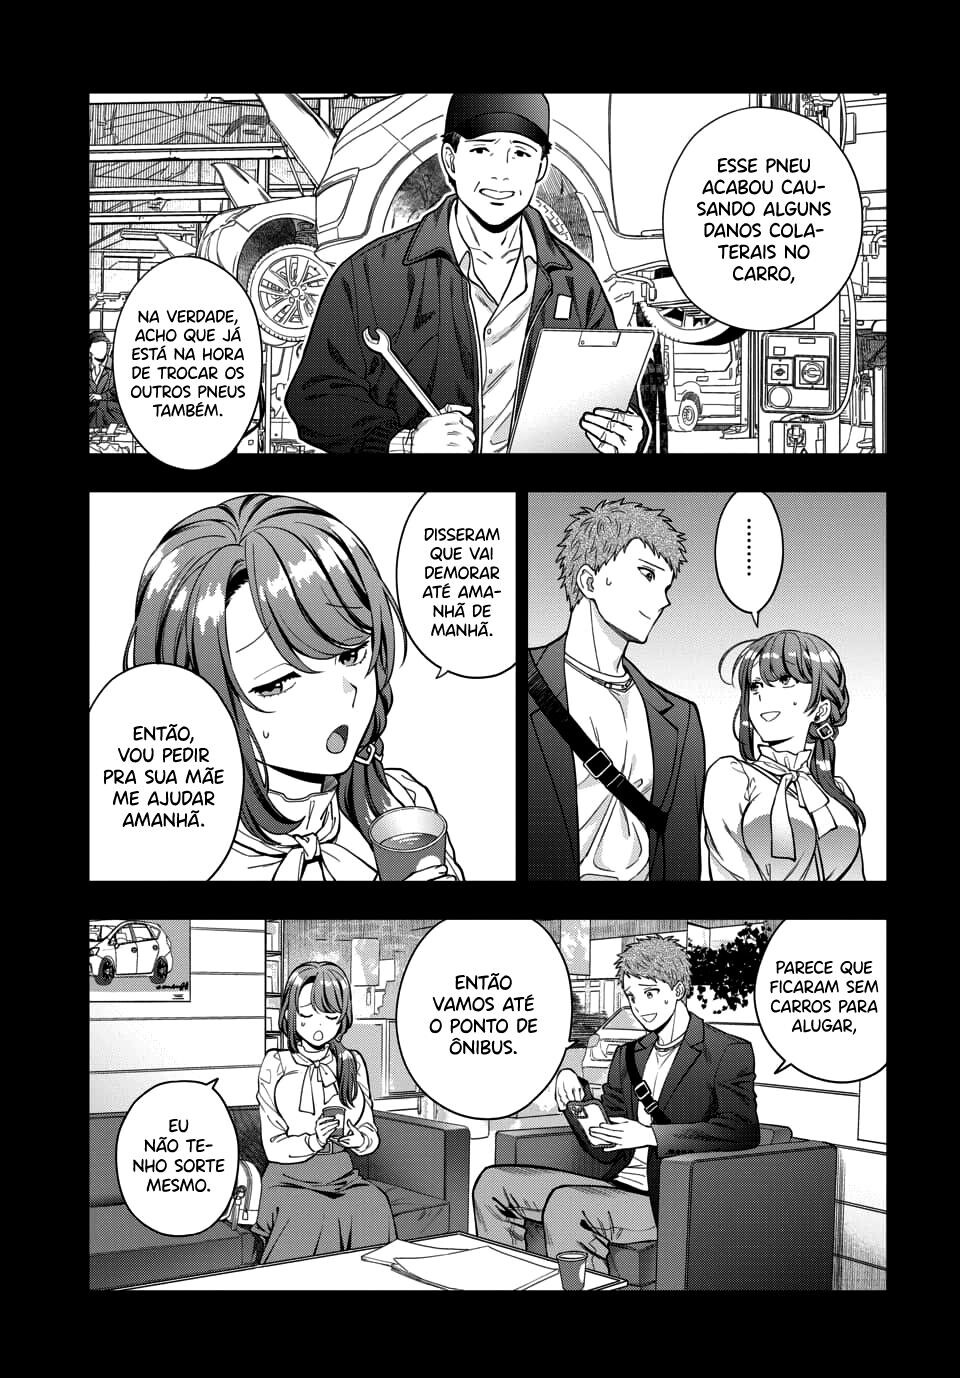 ESSE PNEU
ACABOU CAU-
SANDO ALGUNS
DANOS COLA-
TERAIS NO
CARRO,
NA VERDADE,
ACHO QUE JÁ
ESTÁ NA HORA
DE TROCAR OS
OUTROS PNEUS
TAMBÉM.
.........
DISSERAM
QUE VAI
DEMORAR
ATÉ AMA-
NHÃ DE
MANHÃ.
ENTÃO,
VOU PEDIR
PRA SUA MÃE
ME AJUDAR
AMANHÃ.
PARECE QUE
FICARAM SEM
CARROS PARA
ALUGAR,
ENTÃO
VAMOS ATÉ
O PONTO DE
ÔNIBUS.
EU
NÃO TE-
NHO SORTE
MESMO.